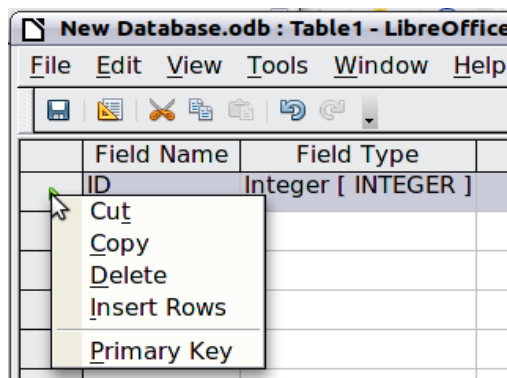 New Database.odb : Table1 - LibreOffice
File Edit View Tools Window Help
Field Name Field Type
ID Integer [ INTEGER ]
Cut
Copy
Delete
Insert Rows
Primary Key